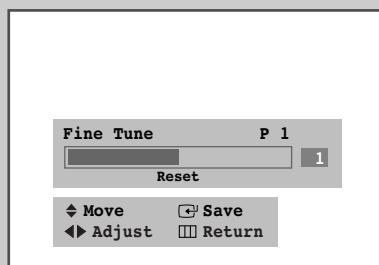 Fine Tune P 1
1
Reset
Move Save
Adjust Return